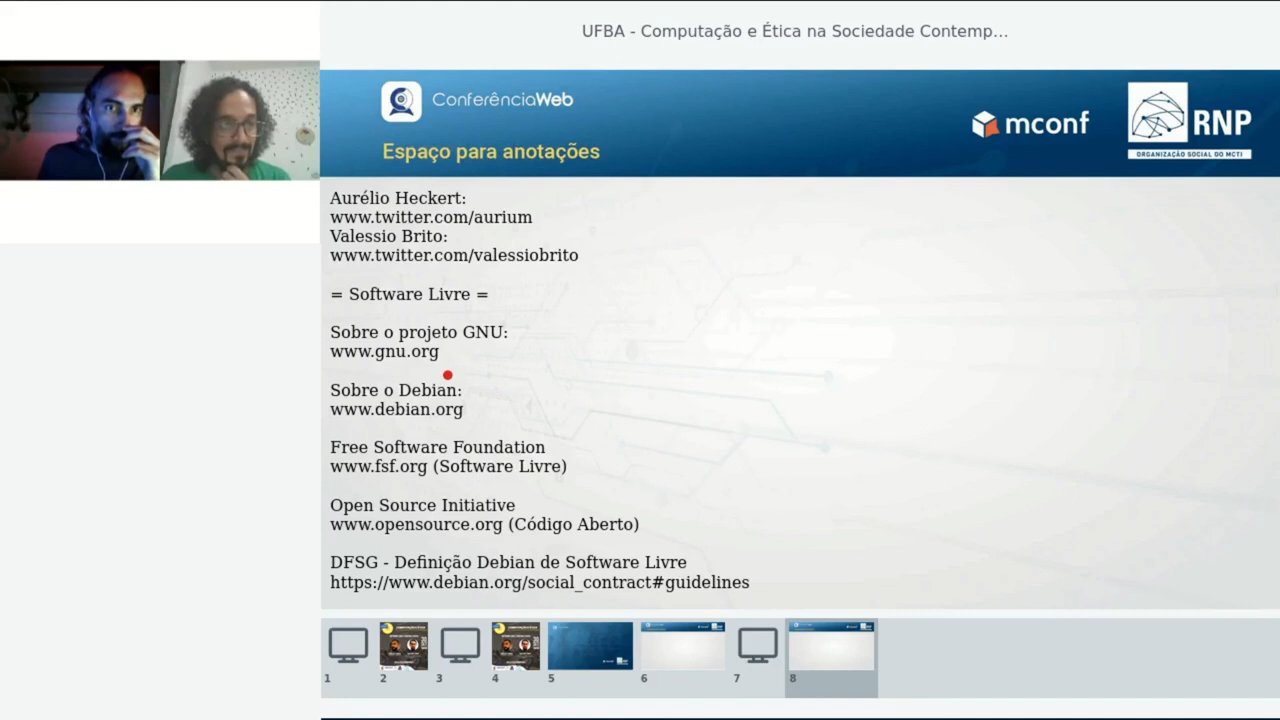 UFBA - Computação e Ética na Sociedade Contemp...
ConferênciaWeb
Espaço para anotações
mconf
RNP
ORGANIZAÇÃO SOCIAL DO MCTI
Aurélio Heckert:
www.twitter.com/aurium
Valessio Brito:
www.twitter.com/valessiobrito
= Software Livre =
Sobre o projeto GNU:
www.gnu.org
Sobre o Debian:
www.debian.org
Free Software Foundation
www.fsf.org (Software Livre)
Open Source Initiative
www.opensource.org (Código Aberto)
DFSG - Definição Debian de Software Livre
https://www.debian.org/social_contract#guidelines
1 2 3 4 5 6 7 8